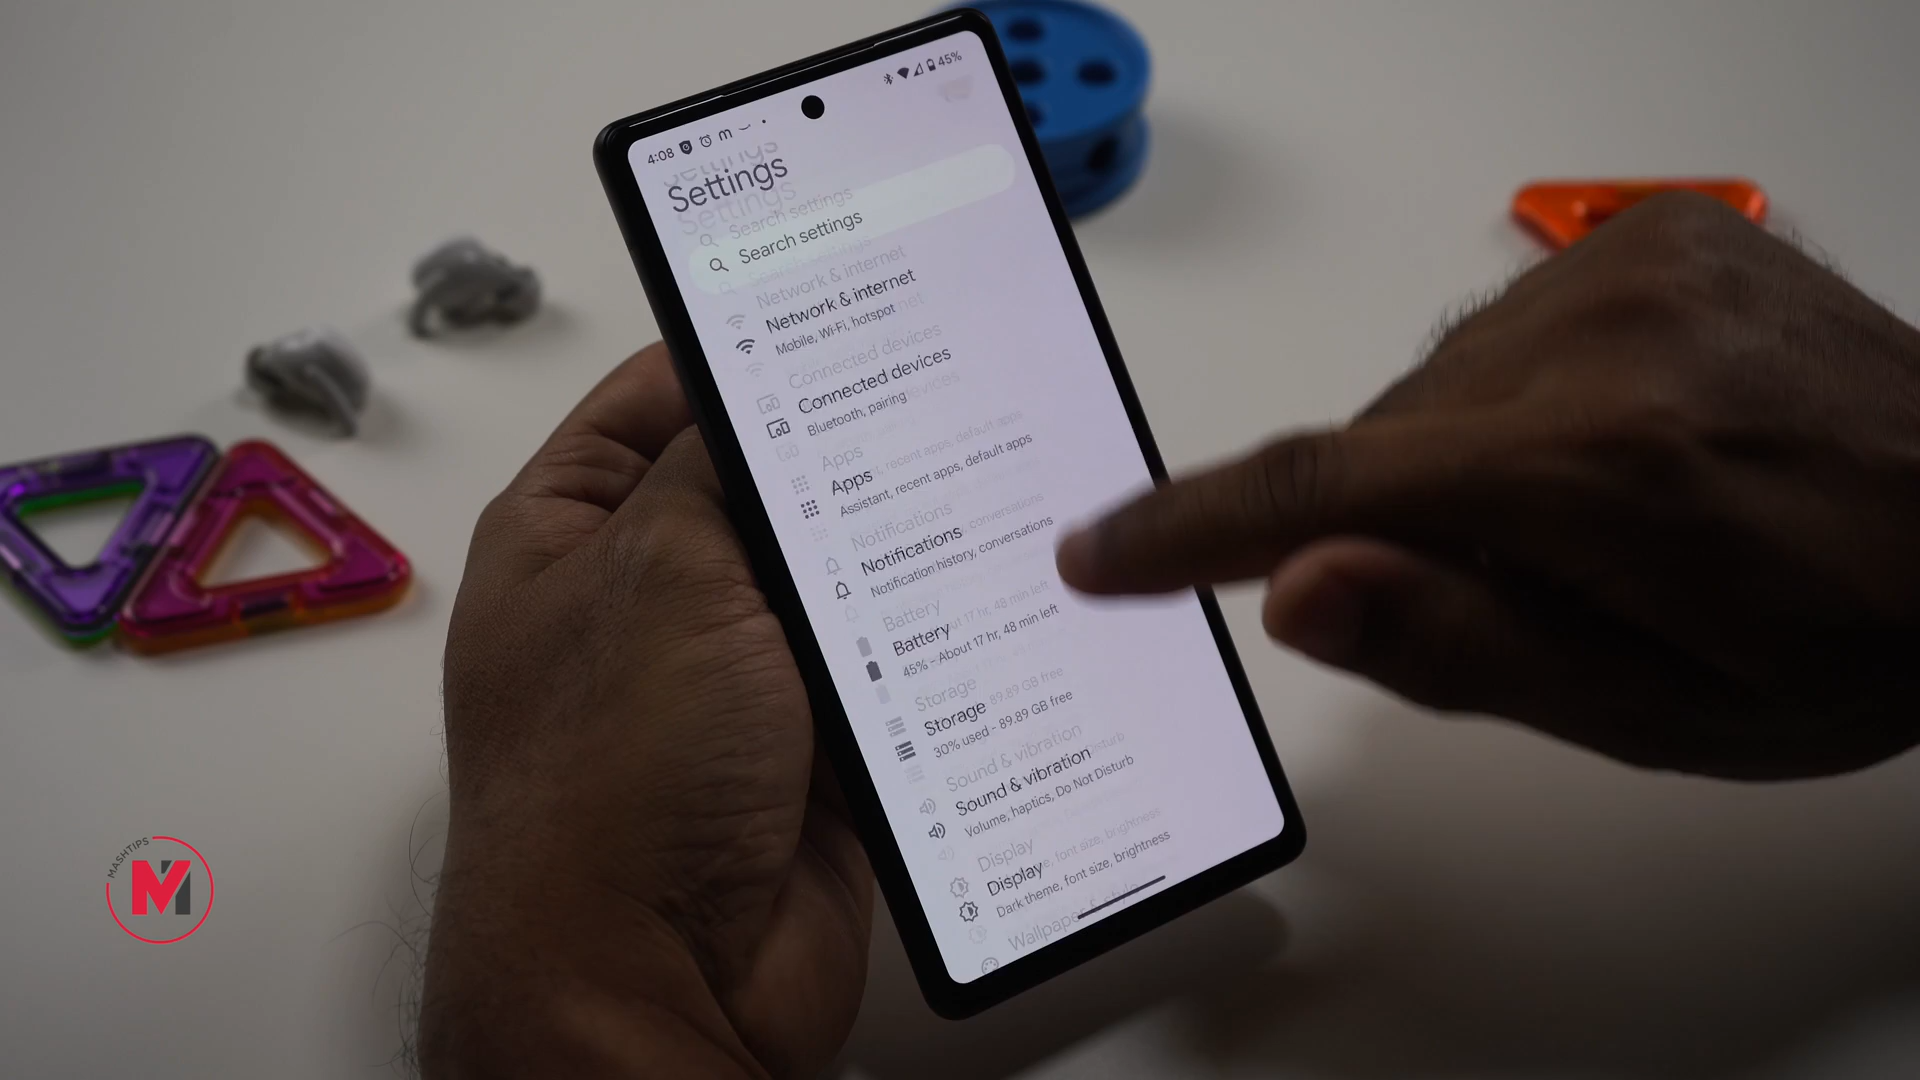 4:08
45%
Settings
Search settings
Network & internet
Mobile, Wi-Fi, hotspot
Connected devices
Bluetooth, pairing
Apps
Assistant, recent apps, default apps
Notifications
Notification history, conversations
Battery
45% - About 17 hr, 48 min left
Storage
30% used - 89.89 GB free
Sound & vibration
Volume, haptics, Do Not Disturb
Display
Dark theme, font size, brightness
Wallpaper & style
MASHTIPS
M